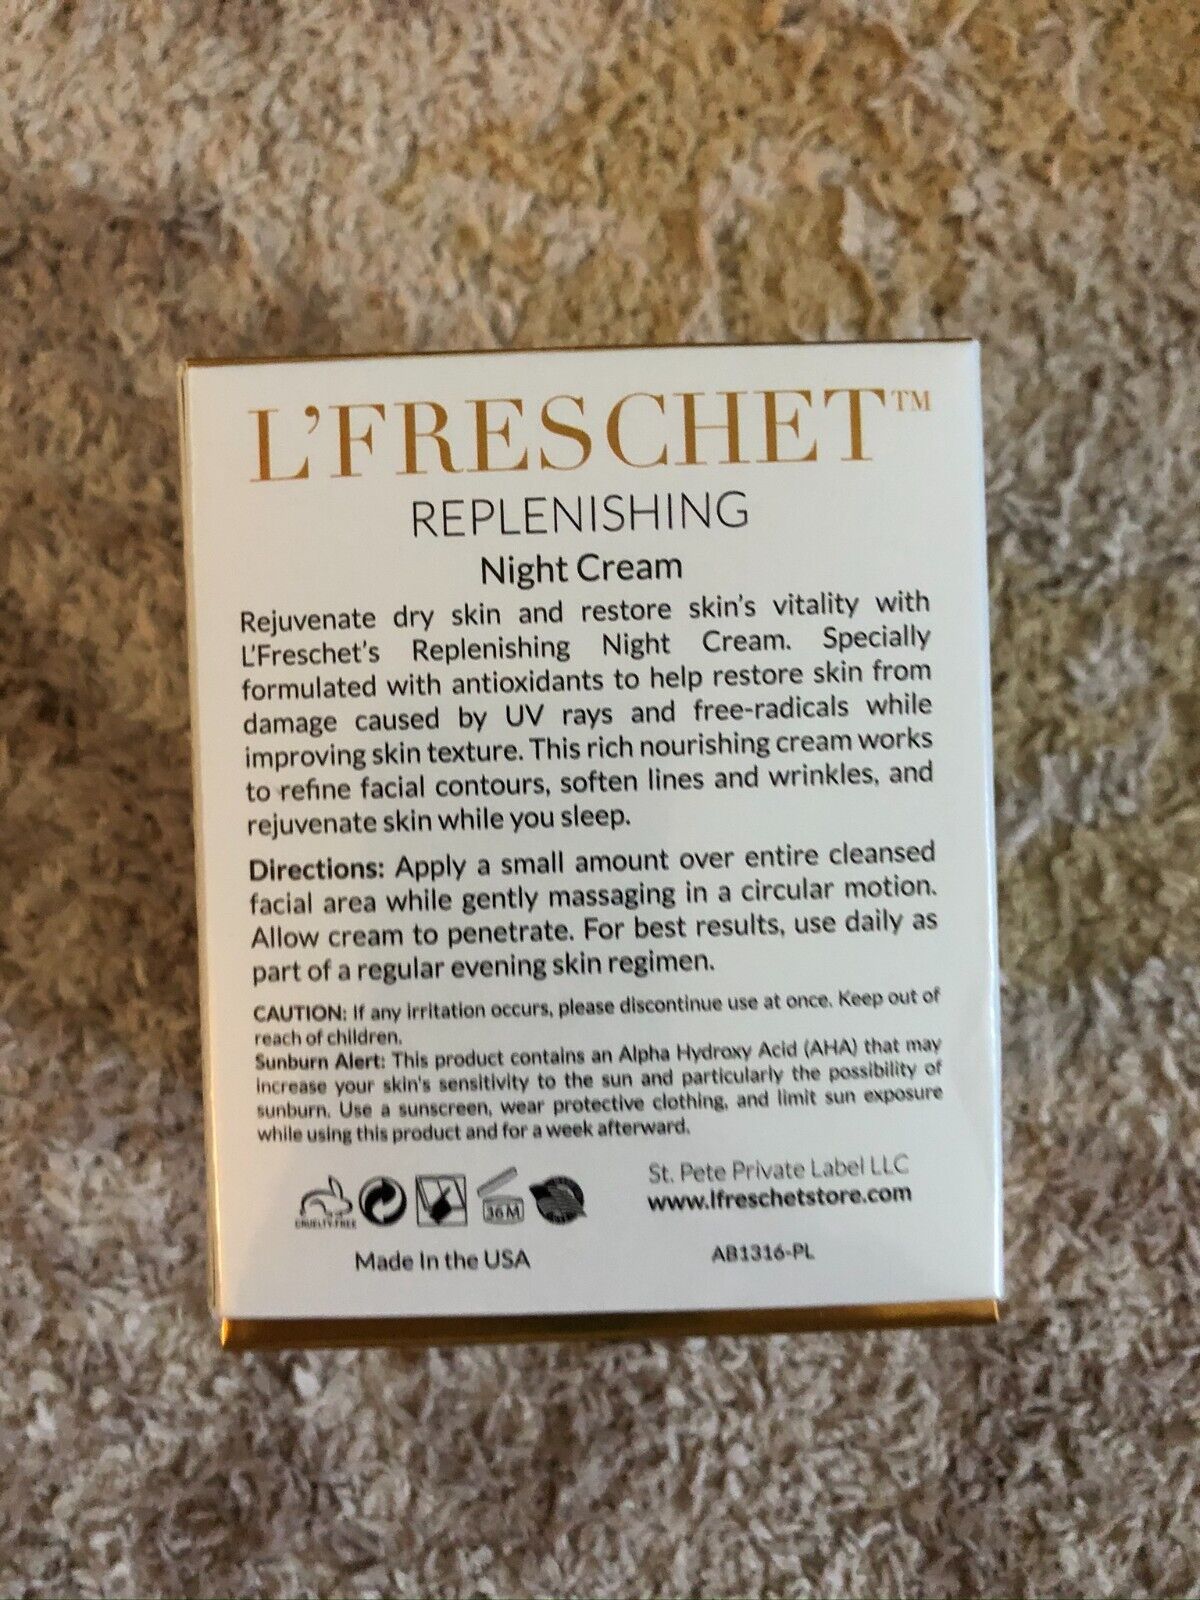 L'FRESCHET™
REPLENISHING
Night Cream
Rejuvenate dry skin and restore skin's vitality with
L'Freschet's Replenishing Night Cream. Specially
formulated with antioxidants to help restore skin from
damage caused by UV rays and free-radicals while
improving skin texture. This rich nourishing cream works
to refine facial contours, soften lines and wrinkles, and
rejuvenate skin while you sleep.
Directions: Apply a small amount over entire cleansed
facial area while gently massaging in a circular motion.
Allow cream to penetrate. For best results, use daily as
part of a regular evening skin regimen.
CAUTION: If any irritation occurs, please discontinue use at once. Keep out of
reach of children.
Sunburn Alert: This product contains an Alpha Hydroxy Acid (AHA) that may
increase your skin's sensitivity to the sun and particularly the possibility of
sunburn. Use a sunscreen, wear protective clothing, and limit sun exposure
while using this product and for a week afterward.
CRUELTY-FREE
36M
St. Pete Private Label LLC
www.lfreschetstore.com
Made In the USA
AB1316-PL